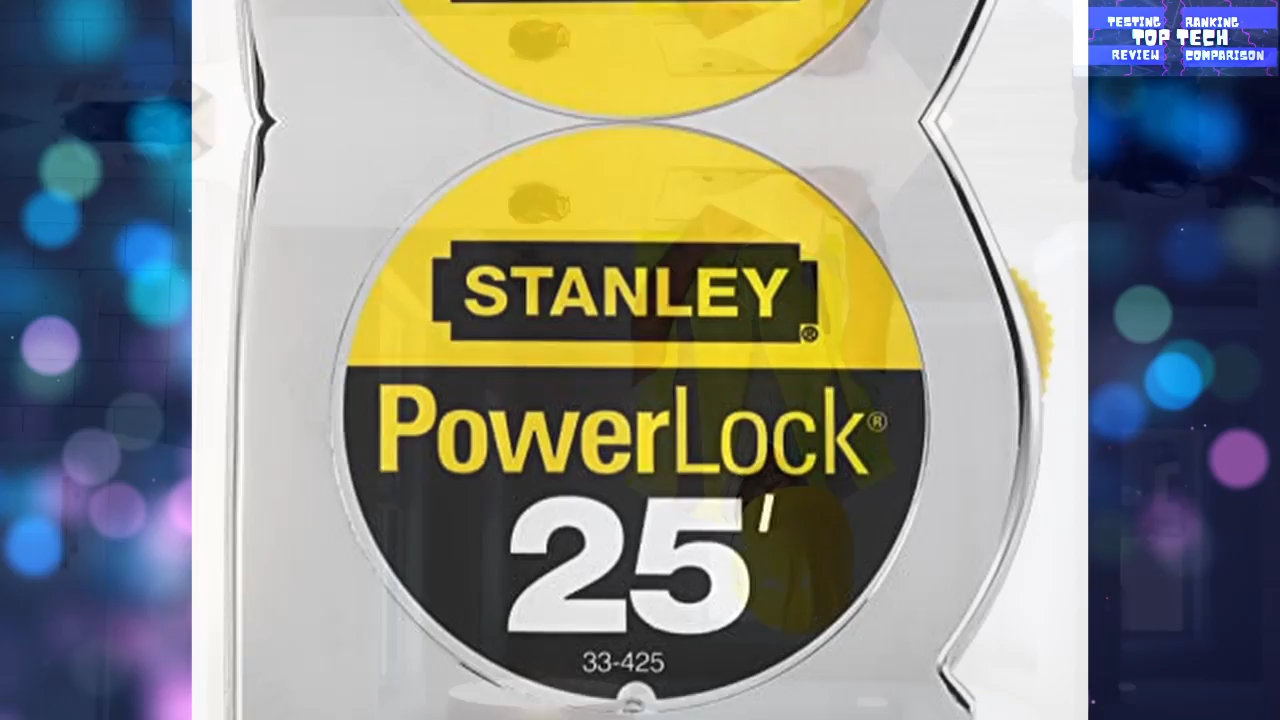 TESTING RANKING
TOP TECH
REVIEW COMPARISON
STANLEY®
PowerLock®
25'
33-425